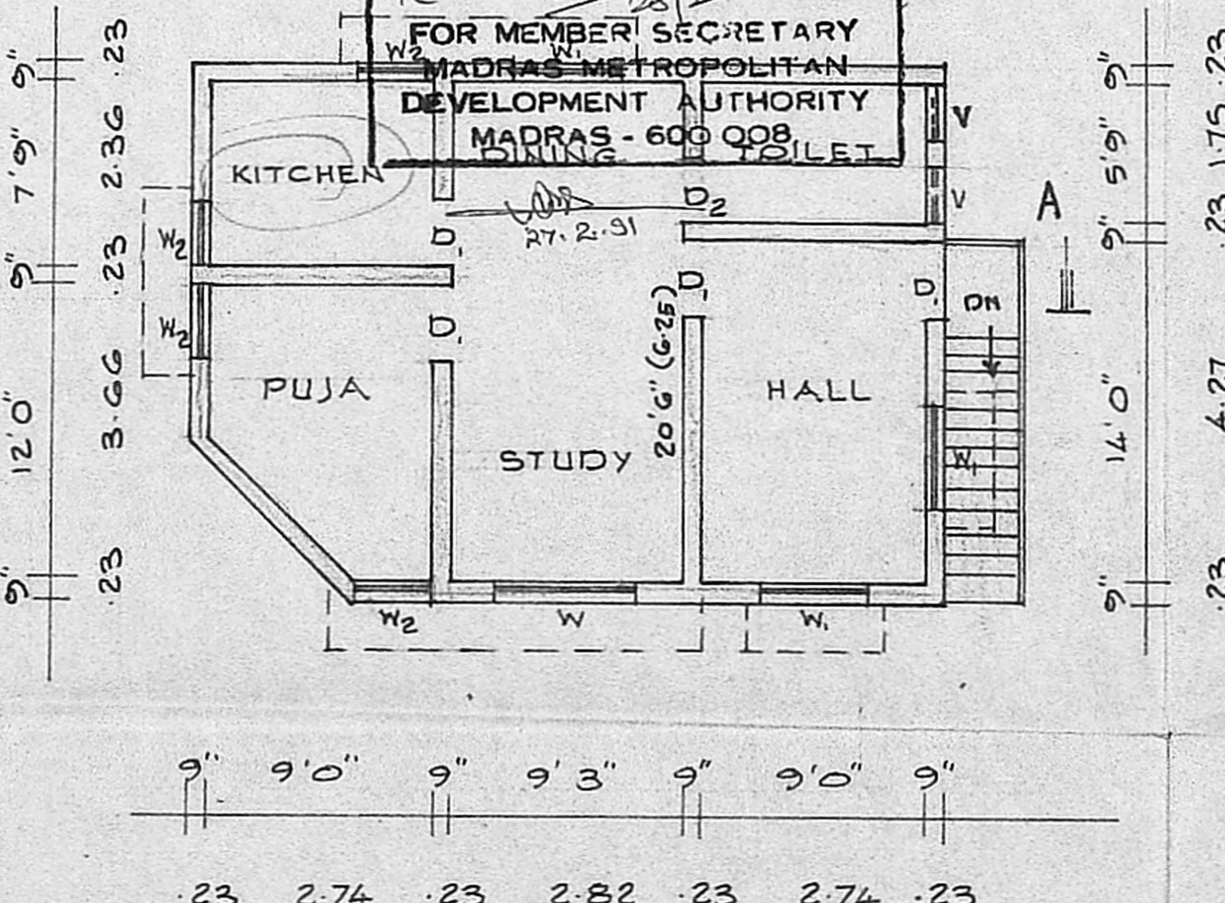 FOR MEMBER SECRETARY
MADRAS METROPOLITAN
DEVELOPMENT AUTHORITY
MADRAS - 600 008
W2
W1
DINING
TOILET
KITCHEN
27.2.91
D2
V
V
A
W2
D1
W2
D1
D1
D1
DN
20'6" (6.25)
PUJA
HALL
STUDY
W1
W2
W
W1
9"
7'9"
9"
12'0"
9"
.23
2.36
.23
3.66
.23
9"
5'9"
9"
14'0"
9"
.23
1.75
.23
4.27
.23
9" 9'0" 9" 9'3" 9" 9'0" 9"
.23 2.74 .23 2.82 .23 2.74 .23